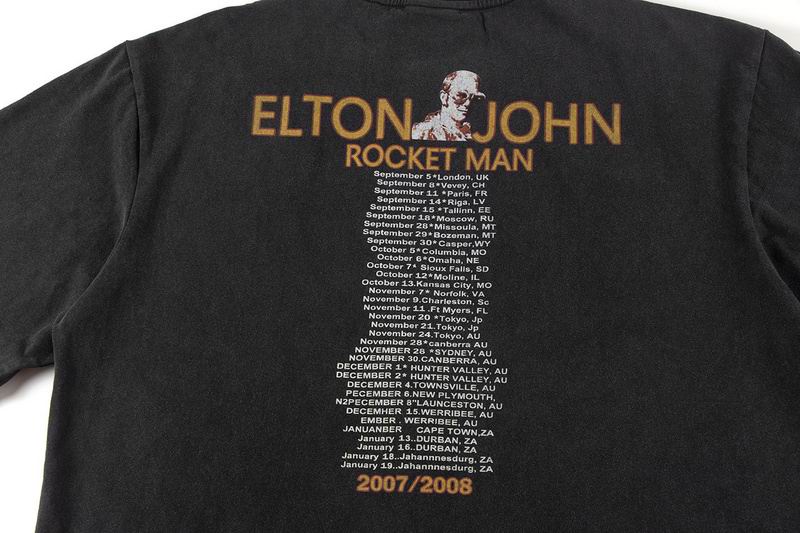 ELTON JOHN
ROCKET MAN
September 5*London, UK
September 8*Vevey, CH
September 11 *Paris, FR
September 14*Riga, LV
September 15 *Tallinn, EE
September 18*Moscow, RU
September 28*Missoula, MT
September 29*Bozeman, MT
September 30*Casper,WY
October 5*Columbia, MO
October 6*Omaha, NE
October 7* Sioux Falls, SD
October 12*Moline, IL
October 13.Kansas City, MO
November 7* Norfolk, VA
November 9.Charleston, Sc
November 11 .Ft Myers, FL
November 20 *Tokyo, Jp
November 21.Tokyo, Jp
November 24.Tokyo, AU
November 28*canberra AU
NOVEMBER 28 *SYDNEY, AU
NOVEMBER 30.CANBERRA, AU
DECEMBER 1* HUNTER VALLEY, AU
DECEMBER 2* HUNTER VALLEY, AU
DECEMBER 4.TOWNSVILLE, AU
PECEMBER 6.NEW PLYMOUTH,
N2PECEMBER 8"LAUNCESTON, AU
DECEMHER 15.WERRIBEE, AU
EMBER . WERRIBEE, AU
JANUANBER CAPE TOWN,ZA
January 13..DURBAN, ZA
January 16..DURBAN, ZA
January 18..Jahannnesdurg, ZA
January 19..Jahannnesdurg, ZA
2007/2008